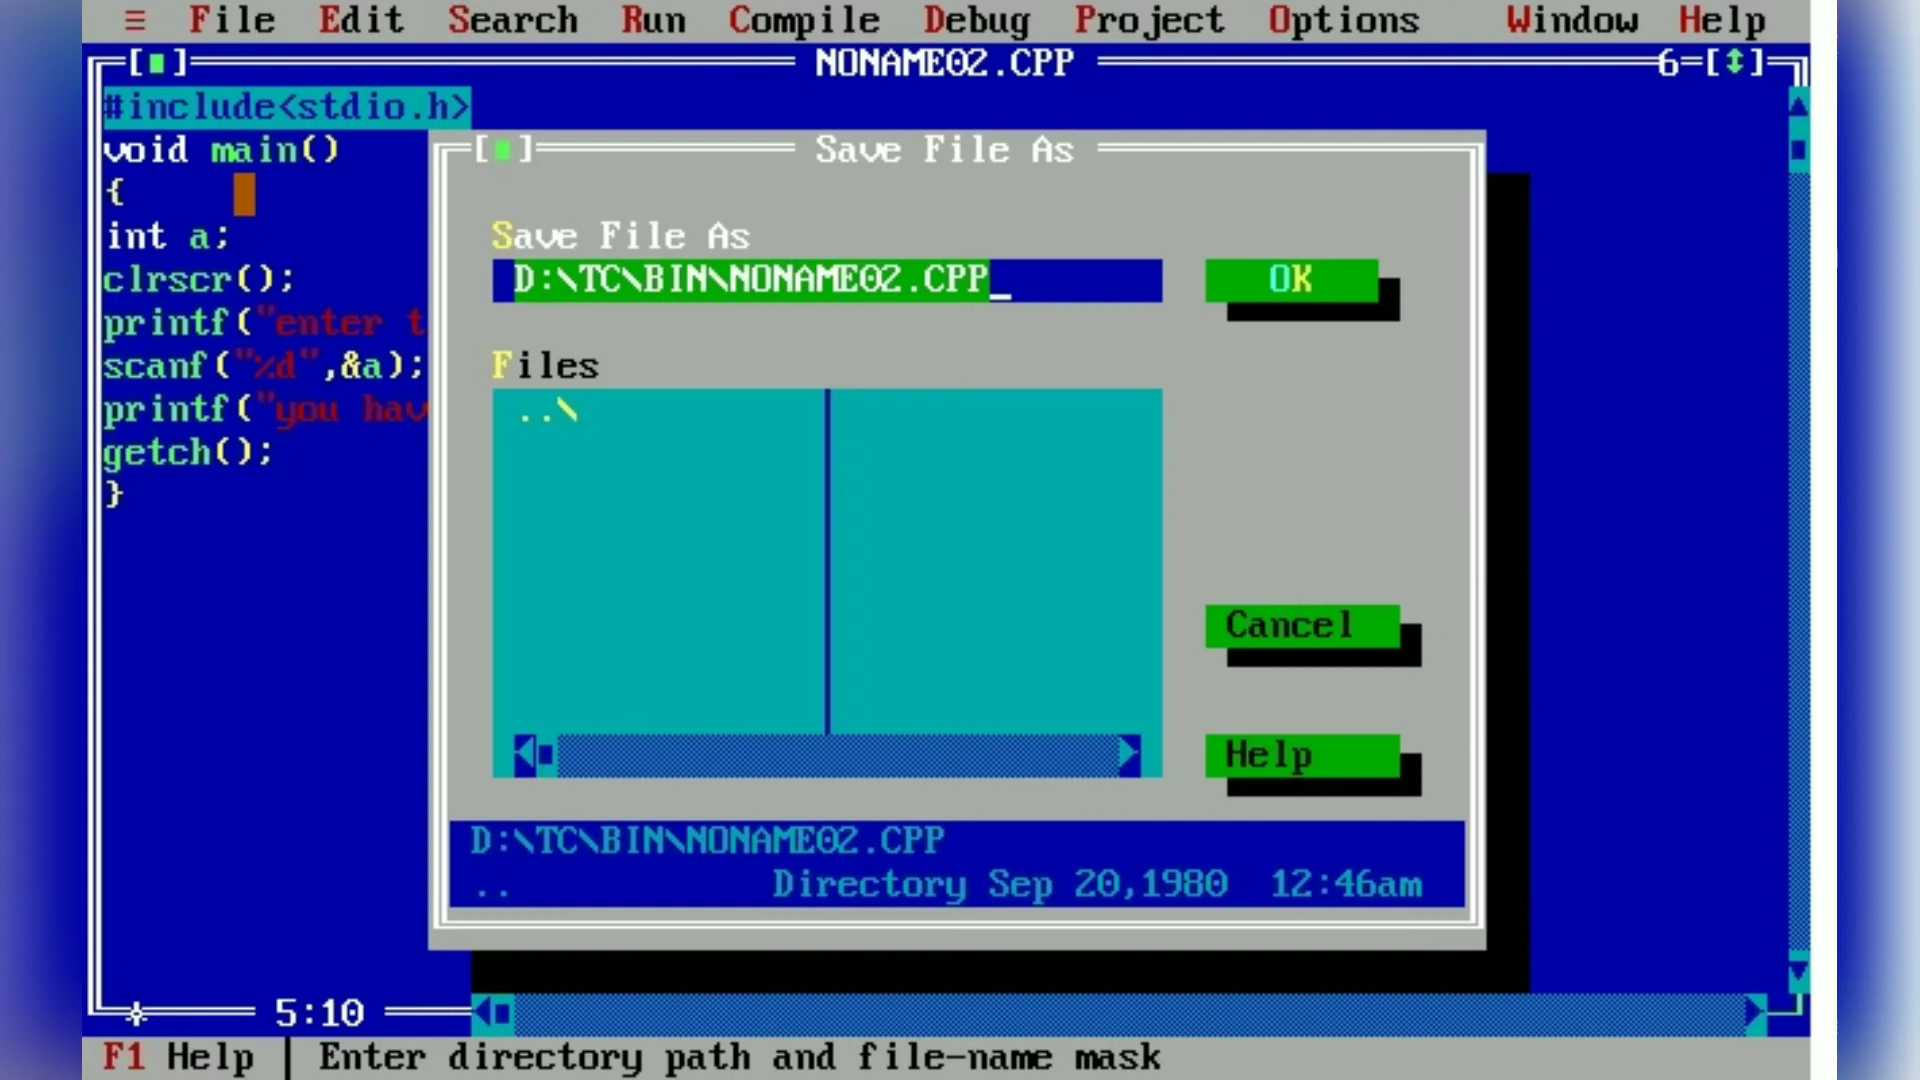 ≡ File Edit Search Run Compile Debug Project Options Window Help
[■] NONAME02.CPP 6=[↕]
#include<stdio.h>
void main()
{
int a;
clrscr();
printf("enter t
scanf("%d",&a);
printf("you hav
getch();
}
[■] Save File As
Save File As
D:\TC\BIN\NONAME02.CPP
OK
Files
..\
Cancel
Help
D:\TC\BIN\NONAME02.CPP
.. Directory Sep 20,1980 12:46am
5:10
F1 Help │ Enter directory path and file-name mask